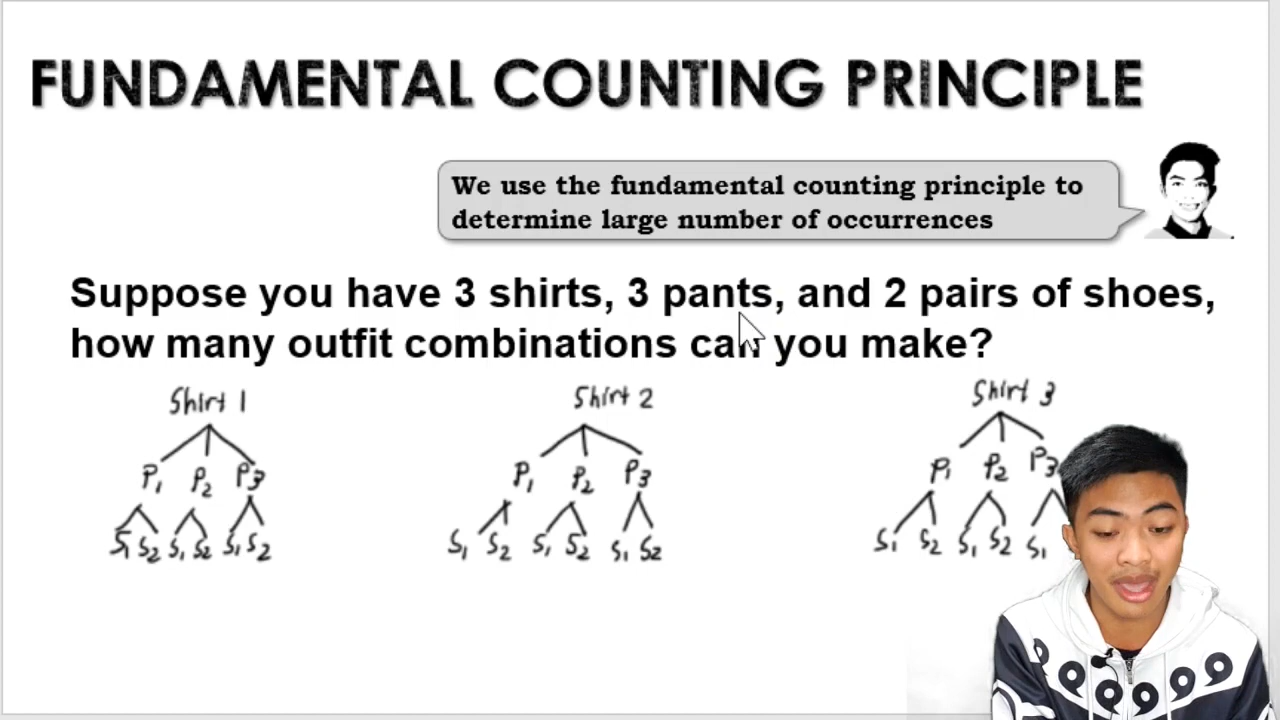 FUNDAMENTAL COUNTING PRINCIPLE
We use the fundamental counting principle to
determine large number of occurrences
Suppose you have 3 shirts, 3 pants, and 2 pairs of shoes,
how many outfit combinations can you make?
Shirt 1 Shirt 2 Shirt 3
P1 P2 P3 P1 P2 P3 P1 P2 P3
S1 S2 S1 S2 S1 S2 S1 S2 S1 S2 S1 S2 S1 S2 S1 S2 S1